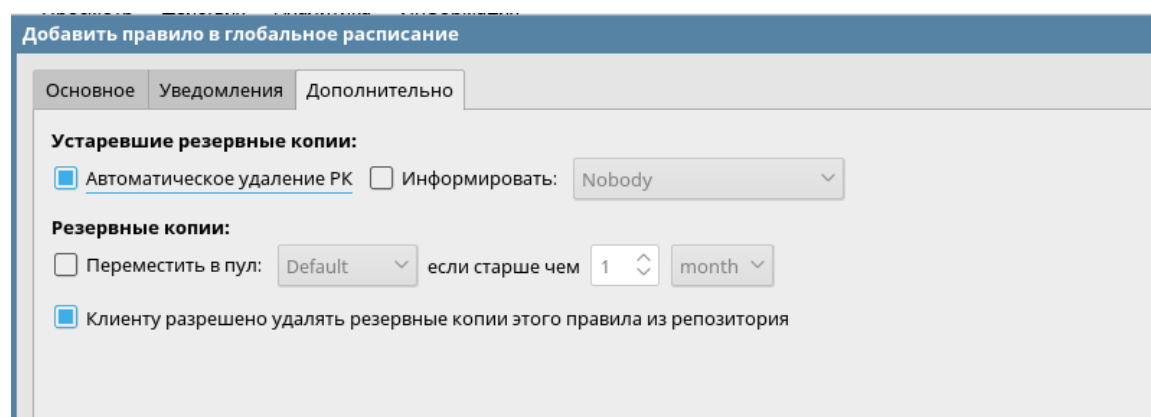 Добавить правило в глобальное расписание
Основное Уведомления Дополнительно
Устаревшие резервные копии:
Автоматическое удаление РК Информировать: Nobody
Резервные копии:
Переместить в пул: Default если старше чем 1 month
Клиенту разрешено удалять резервные копии этого правила из репозитория